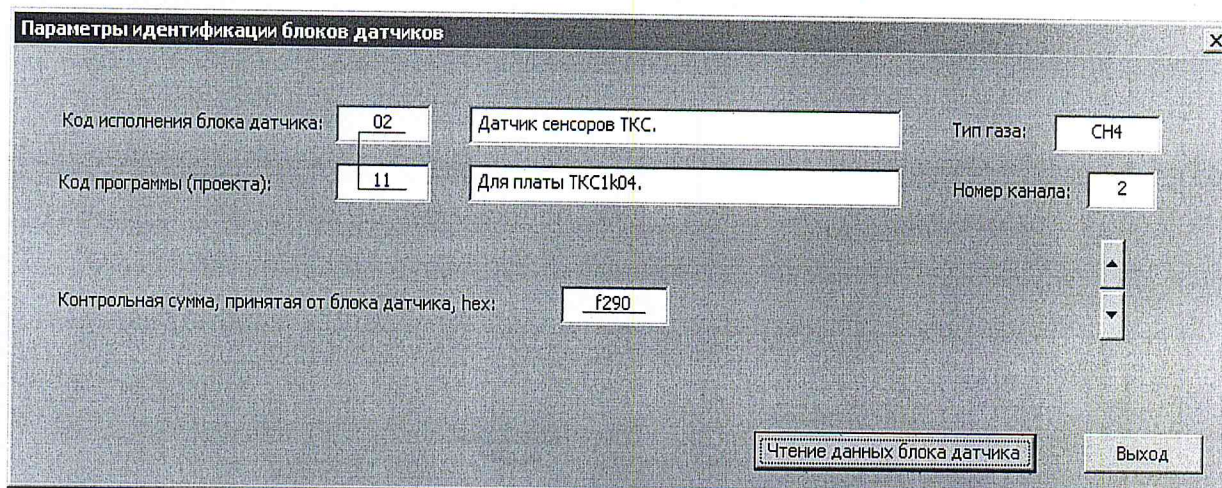 Параметры идентификации блоков датчиков
X
Код исполнения блока датчика: 02 Датчик сенсоров ТКС. Тип газа: CH4
Код программы (проекта): 11 Для платы ТКС1k04. Номер канала: 2
Контрольная сумма, принятая от блока датчика, hex: f290
Чтение данных блока датчика Выход